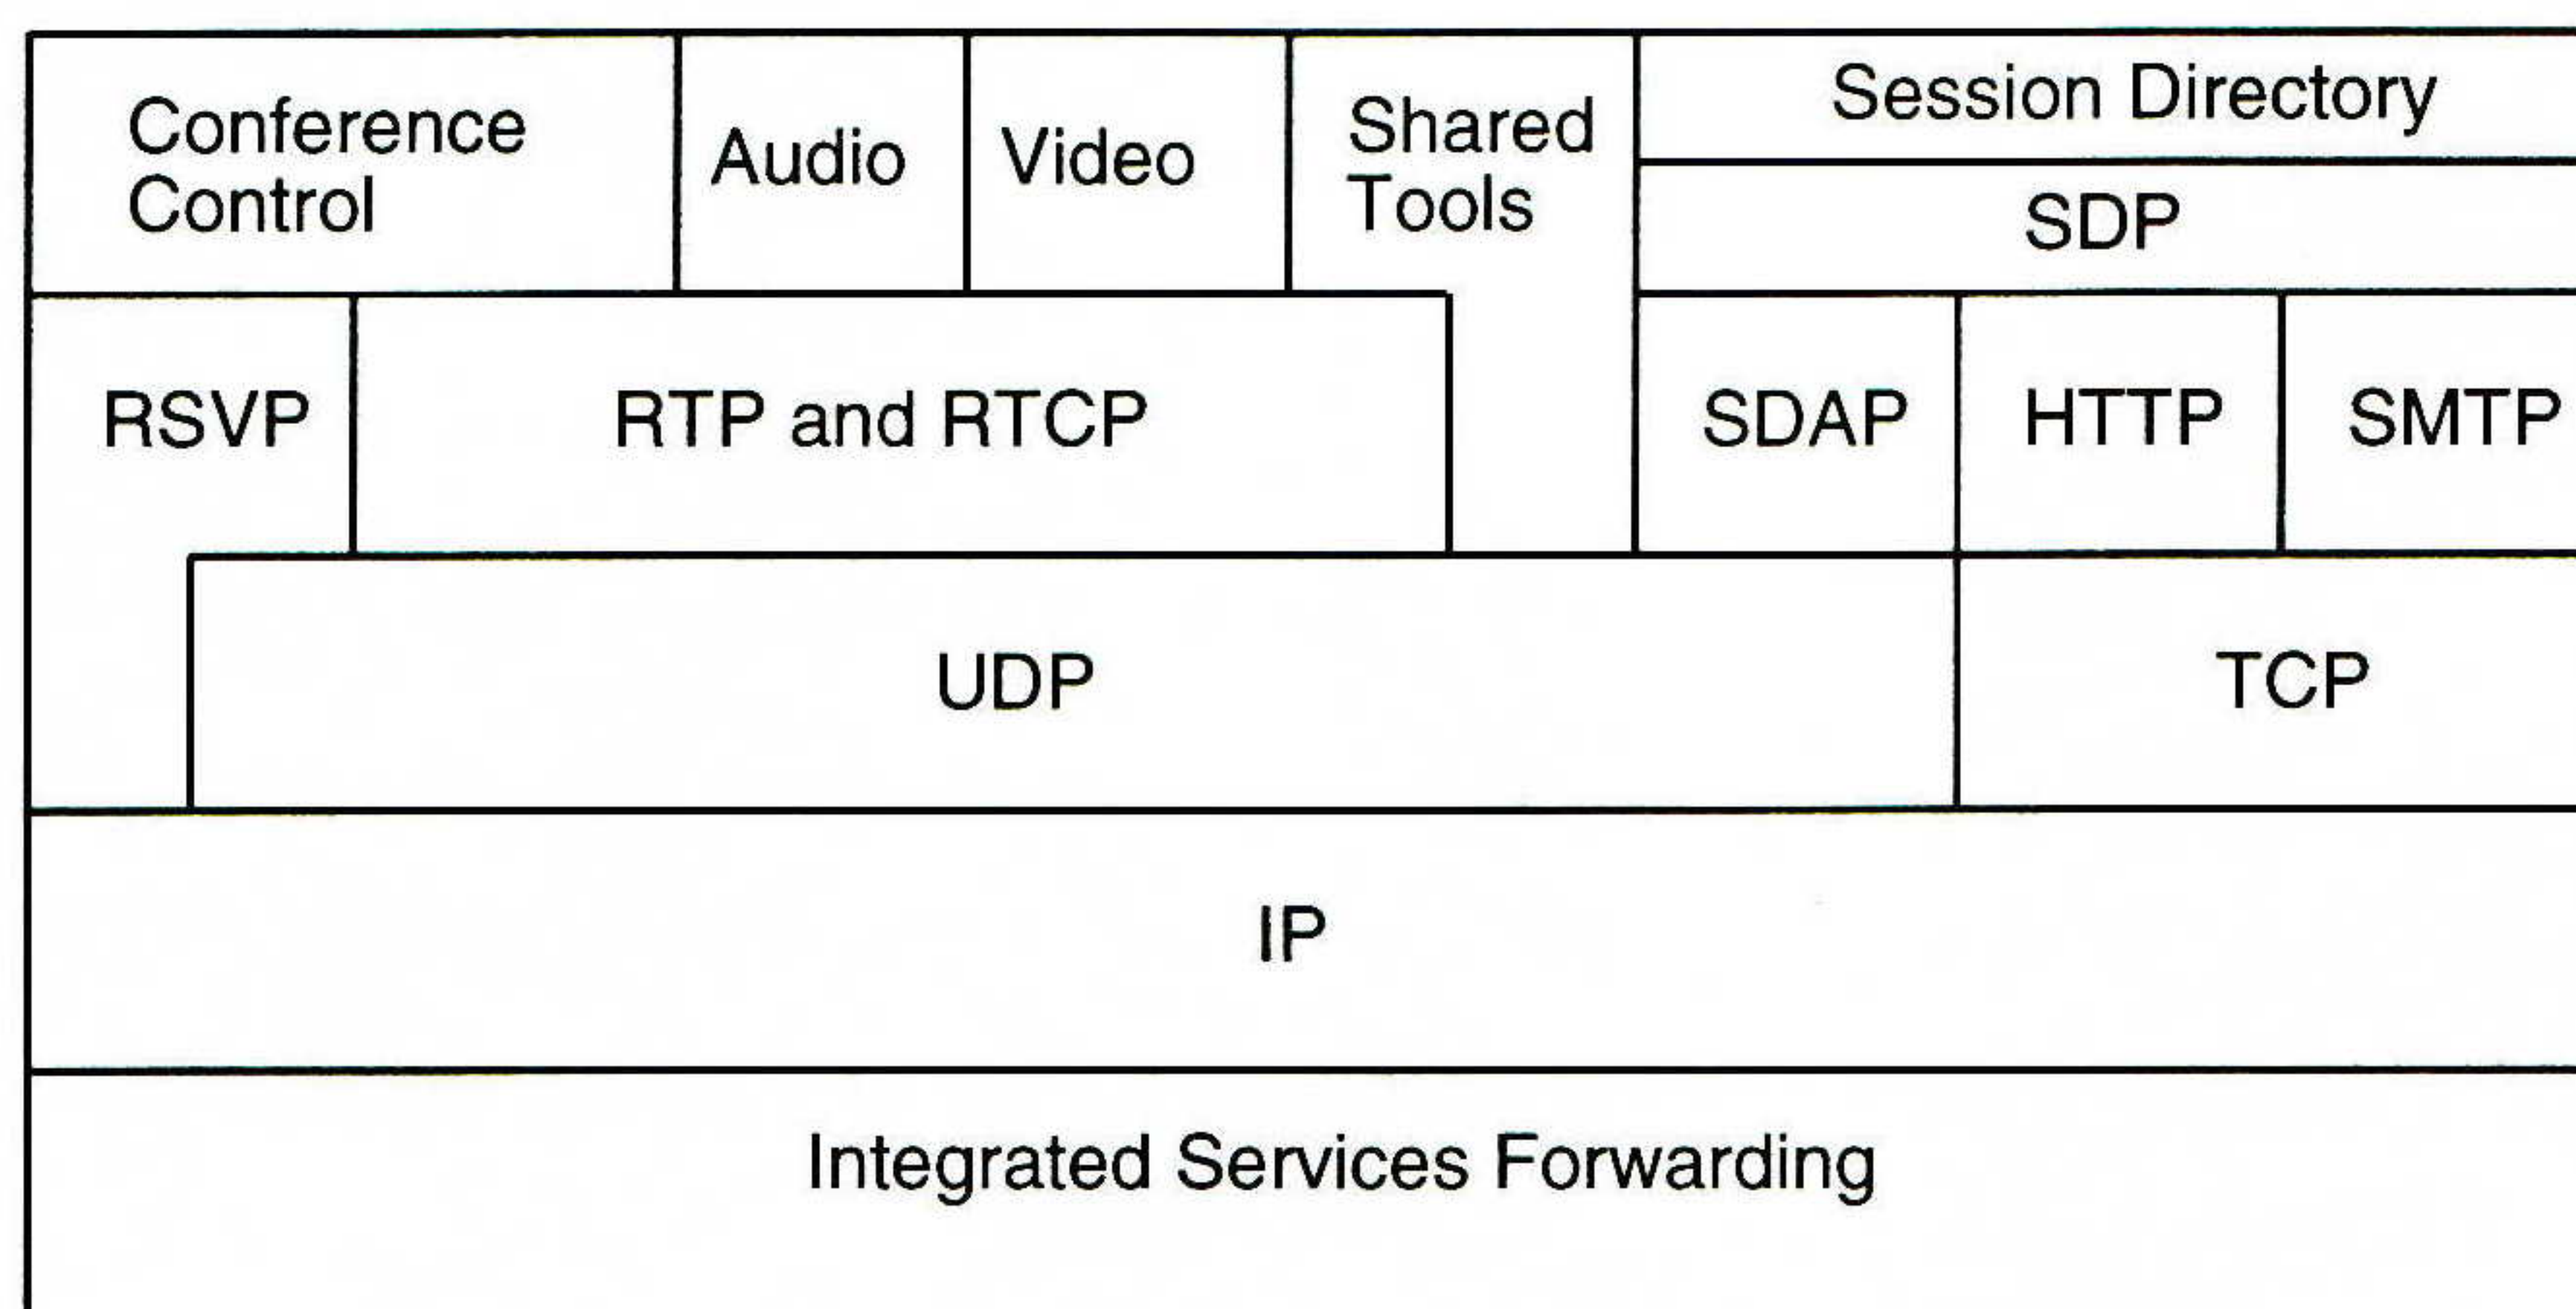 Conference
Control
Audio
Video
Shared
Tools
Session Directory
SDP
RSVP
RTP and RTCP
SDAP
HTTP
SMTP
UDP
TCP
IP
Integrated Services Forwarding